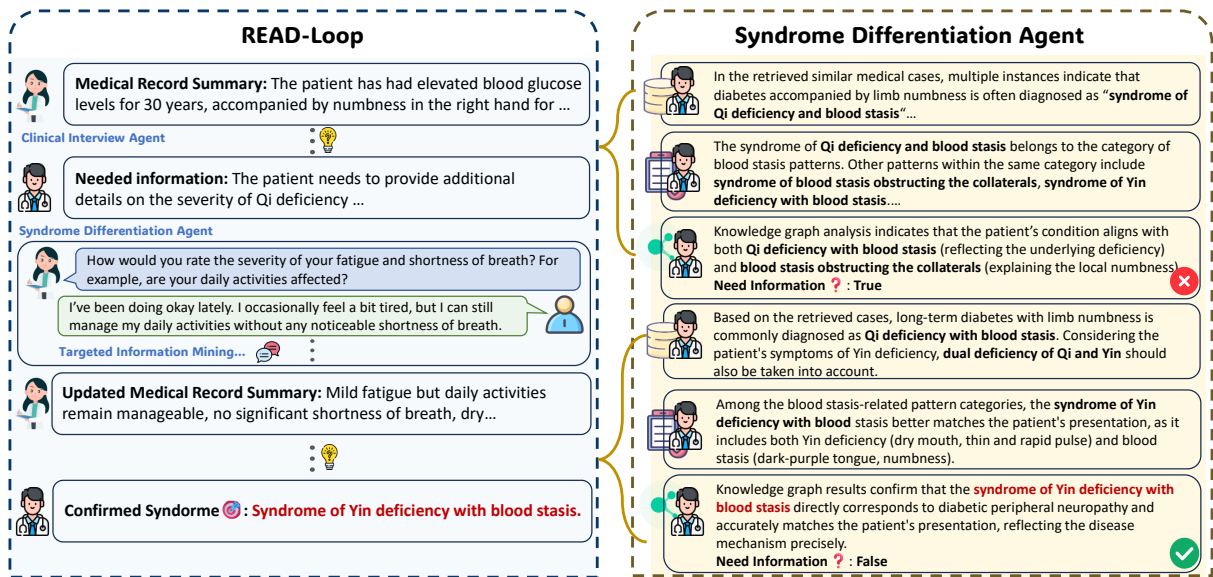 READ-Loop
Medical Record Summary: The patient has had elevated blood glucose
levels for 30 years, accompanied by numbness in the right hand for ...
Clinical Interview Agent
Needed information: The patient needs to provide additional
details on the severity of Qi deficiency ...
Syndrome Differentiation Agent
How would you rate the severity of your fatigue and shortness of breath? For
example, are your daily activities affected?
I've been doing okay lately. I occasionally feel a bit tired, but I can still
manage my daily activities without any noticeable shortness of breath.
Targeted Information Mining...
Updated Medical Record Summary: Mild fatigue but daily activities
remain manageable, no significant shortness of breath, dry...
Confirmed Syndorme : Syndrome of Yin deficiency with blood stasis.
Syndrome Differentiation Agent
In the retrieved similar medical cases, multiple instances indicate that
diabetes accompanied by limb numbness is often diagnosed as “syndrome of
Qi deficiency and blood stasis“...
The syndrome of Qi deficiency and blood stasis belongs to the category of
blood stasis patterns. Other patterns within the same category include
syndrome of blood stasis obstructing the collaterals, syndrome of Yin
deficiency with blood stasis....
Knowledge graph analysis indicates that the patient's condition aligns with
both Qi deficiency with blood stasis (reflecting the underlying deficiency)
and blood stasis obstructing the collaterals (explaining the local numbness)
Need Information ❓ : True
Based on the retrieved cases, long-term diabetes with limb numbness is
commonly diagnosed as Qi deficiency with blood stasis. Considering the
patient's symptoms of Yin deficiency, dual deficiency of Qi and Yin should
also be taken into account.
Among the blood stasis-related pattern categories, the syndrome of Yin
deficiency with blood stasis better matches the patient's presentation, as it
includes both Yin deficiency (dry mouth, thin and rapid pulse) and blood
stasis (dark-purple tongue, numbness).
Knowledge graph results confirm that the syndrome of Yin deficiency with
blood stasis directly corresponds to diabetic peripheral neuropathy and
accurately matches the patient's presentation, reflecting the disease
mechanism precisely.
Need Information ❓ : False